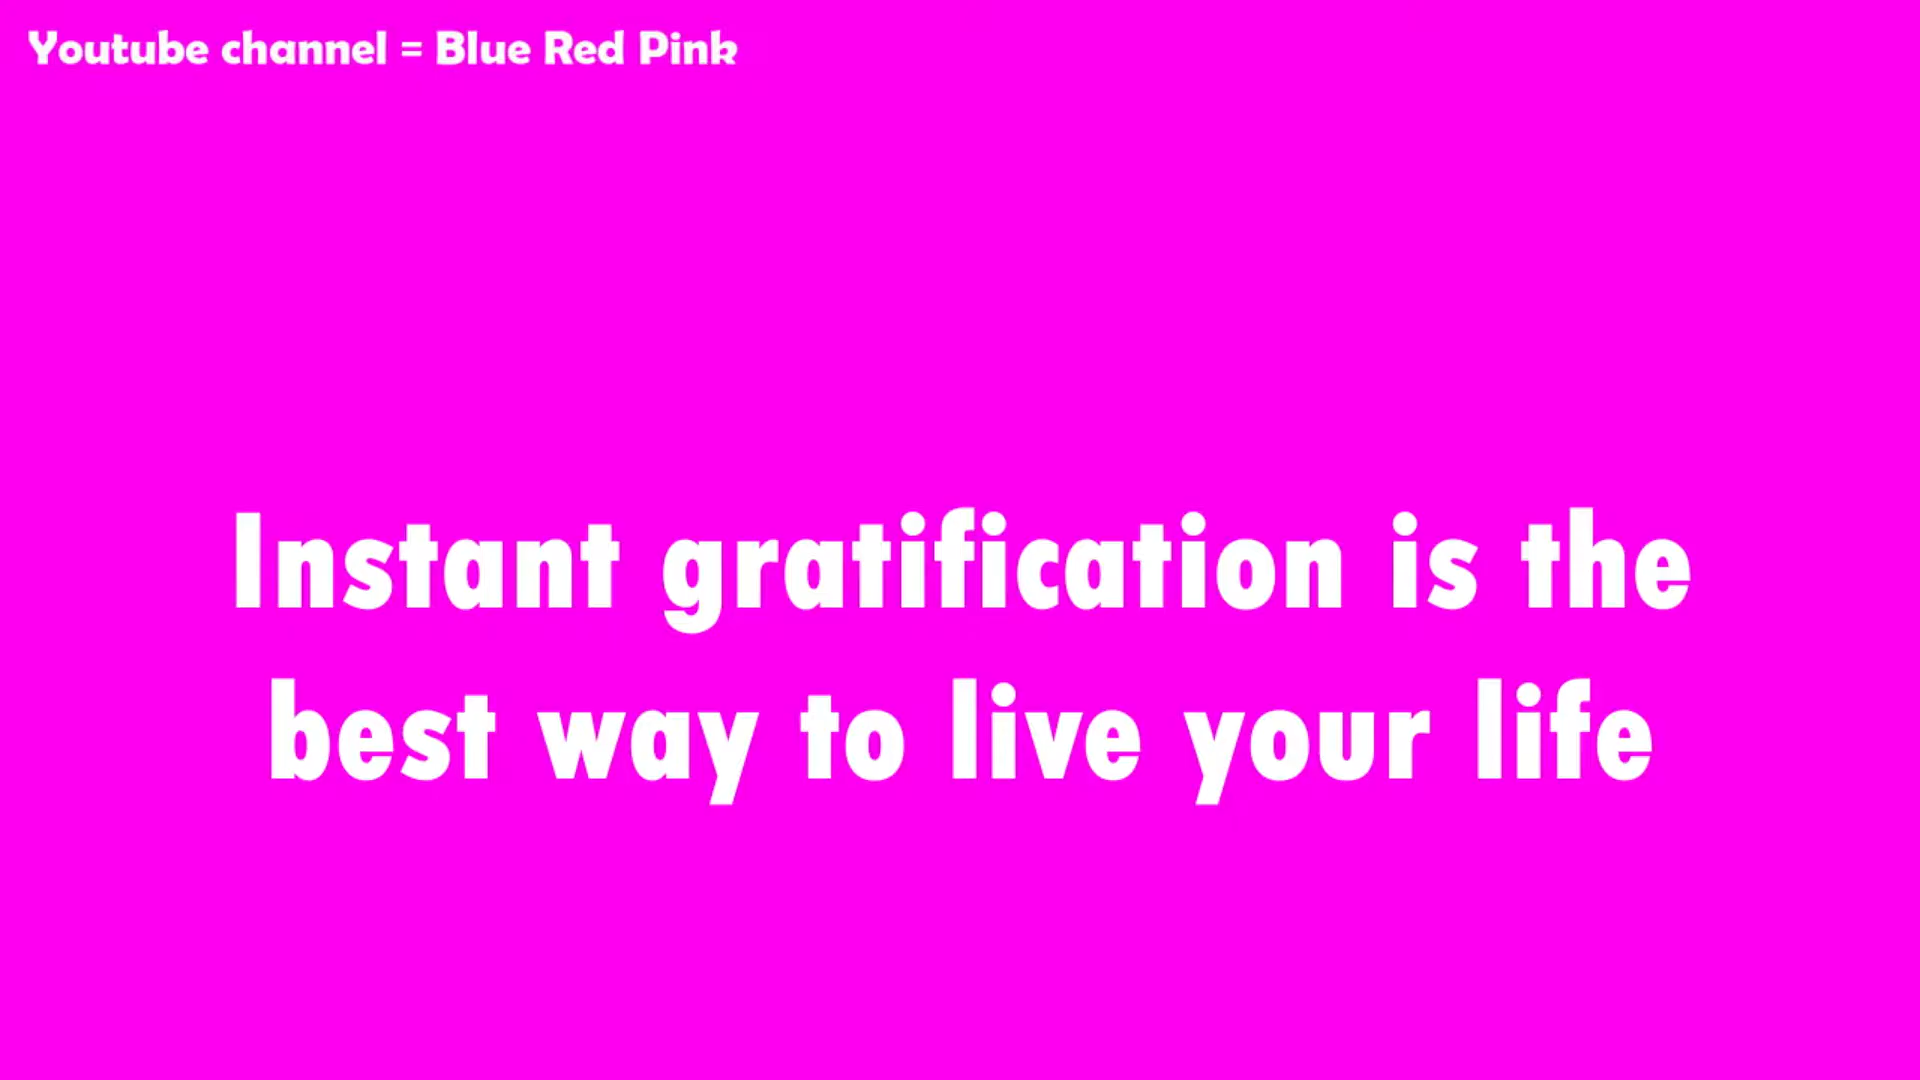 Youtube channel = Blue Red Pink
Instant gratification is the
best way to live your life